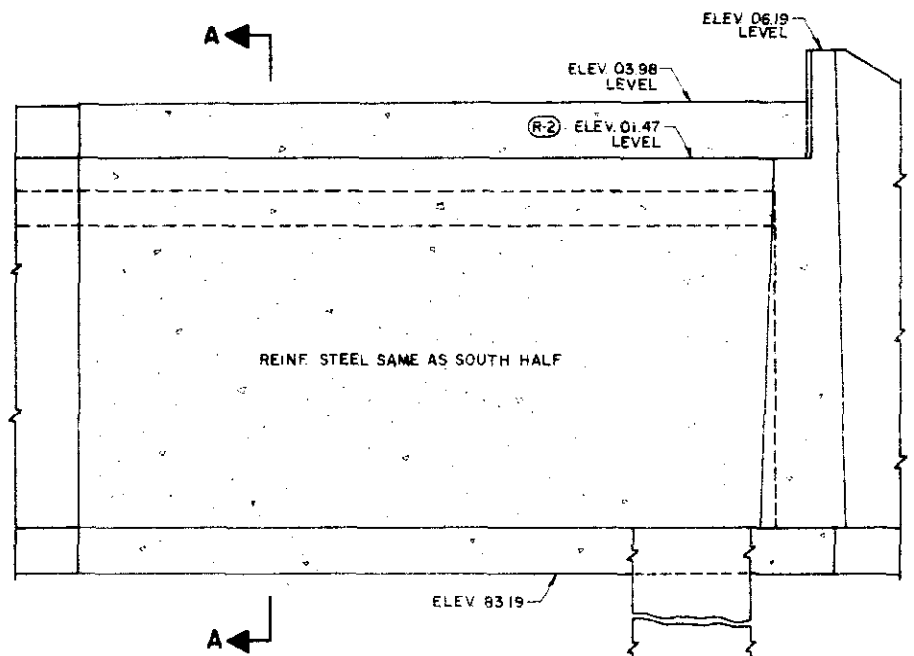 ELEV. 06.19
LEVEL
A
ELEV. 03.98
LEVEL
R-2 ELEV. 01.47
LEVEL
REINF. STEEL SAME AS SOUTH HALF
ELEV. 83.19
A